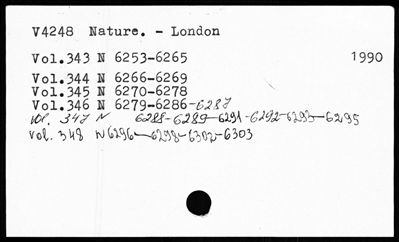 V4248 Nature. - London
Vol.343 N 6253-6265 1990
Vol.344 N 6266-6269
Vol.345 N 6270-6278
Vol.346 N 6279-6286-6287
Vol. 347 N 6288-6289-6291-6292-6293-6295
Vol. 348 N 6296-6298-6302-6303